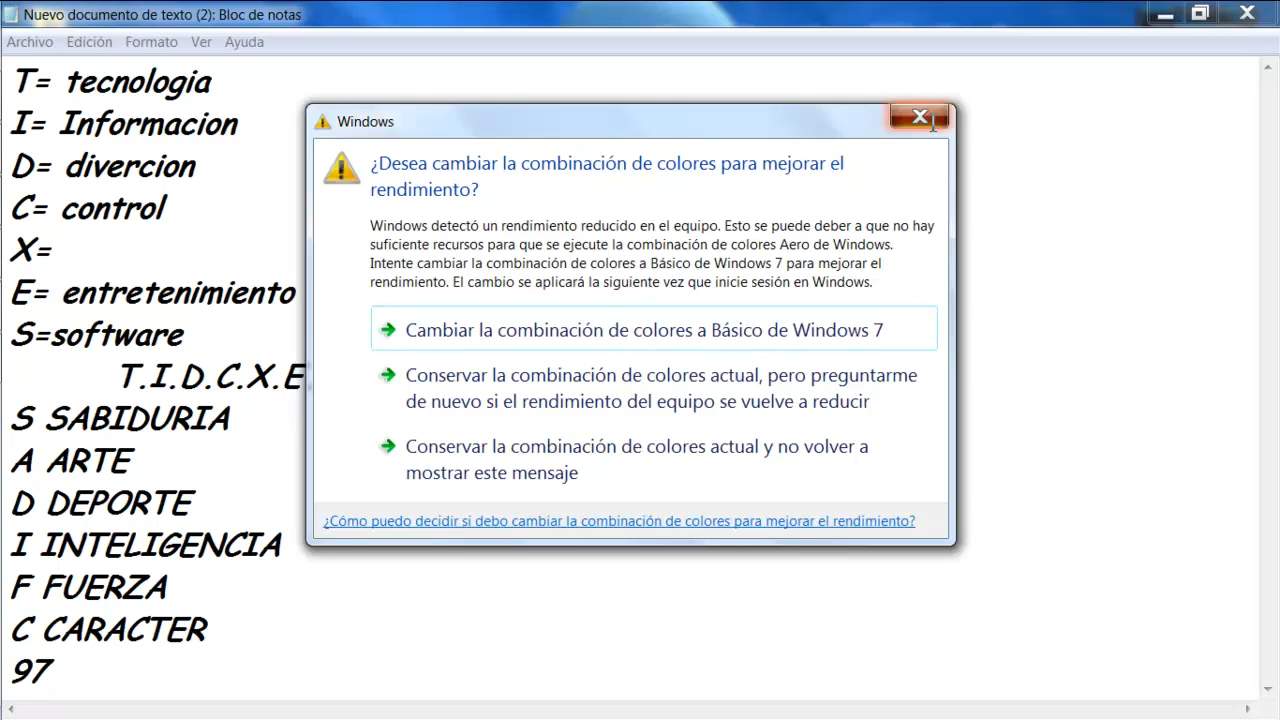 Nuevo documento de texto (2): Bloc de notas
Archivo Edición Formato Ver Ayuda
T= tecnologia
I= Informacion
D= divercion
C= control
X=
E= entretenimiento
S=software
T.I.D.C.X.E
S SABIDURIA
A ARTE
D DEPORTE
I INTELIGENCIA
F FUERZA
C CARACTER
97
Windows
¿Desea cambiar la combinación de colores para mejorar el
rendimiento?
Windows detectó un rendimiento reducido en el equipo. Esto se puede deber a que no hay
suficiente recursos para que se ejecute la combinación de colores Aero de Windows.
Intente cambiar la combinación de colores a Básico de Windows 7 para mejorar el
rendimiento. El cambio se aplicará la siguiente vez que inicie sesión en Windows.
Cambiar la combinación de colores a Básico de Windows 7
Conservar la combinación de colores actual, pero preguntarme
de nuevo si el rendimiento del equipo se vuelve a reducir
Conservar la combinación de colores actual y no volver a
mostrar este mensaje
¿Cómo puedo decidir si debo cambiar la combinación de colores para mejorar el rendimiento?